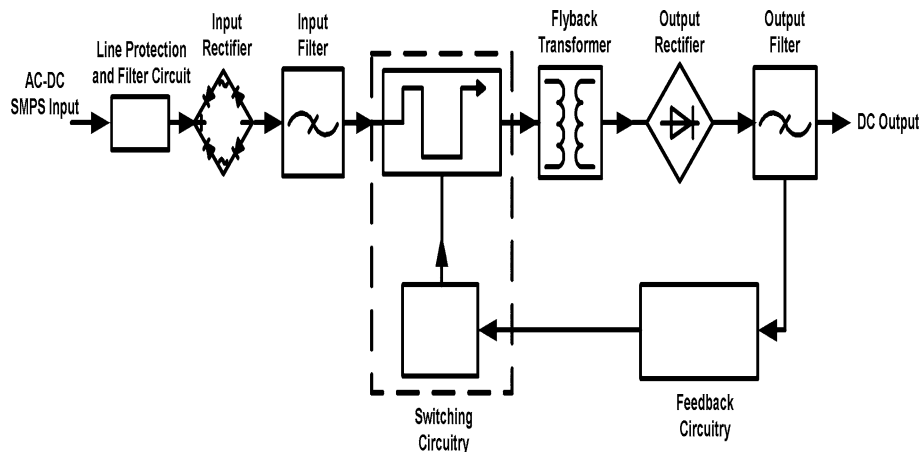 AC-DC
SMPS Input
Line Protection
and Filter Circuit
Input
Rectifier
Input
Filter
Flyback
Transformer
Output
Rectifier
Output
Filter
DC Output
Switching
Circuitry
Feedback
Circuitry